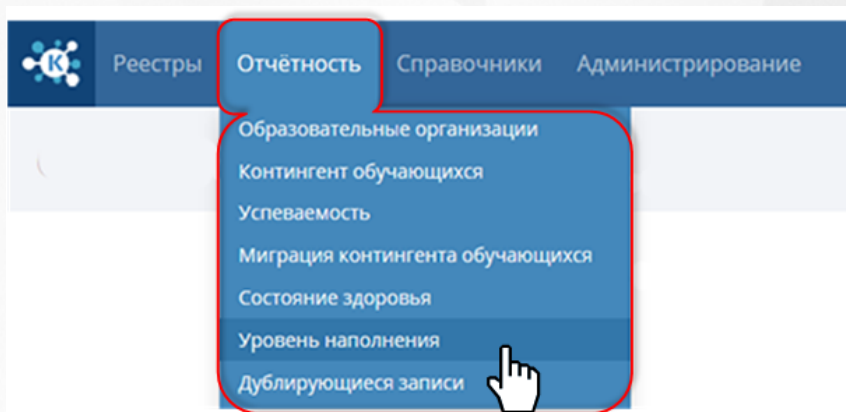 К Реестры Отчётность Справочники Администрирование
Образовательные организации
Контингент обучающихся
Успеваемость
Миграция контингента обучающихся
Состояние здоровья
Уровень наполнения
Дублирующиеся записи